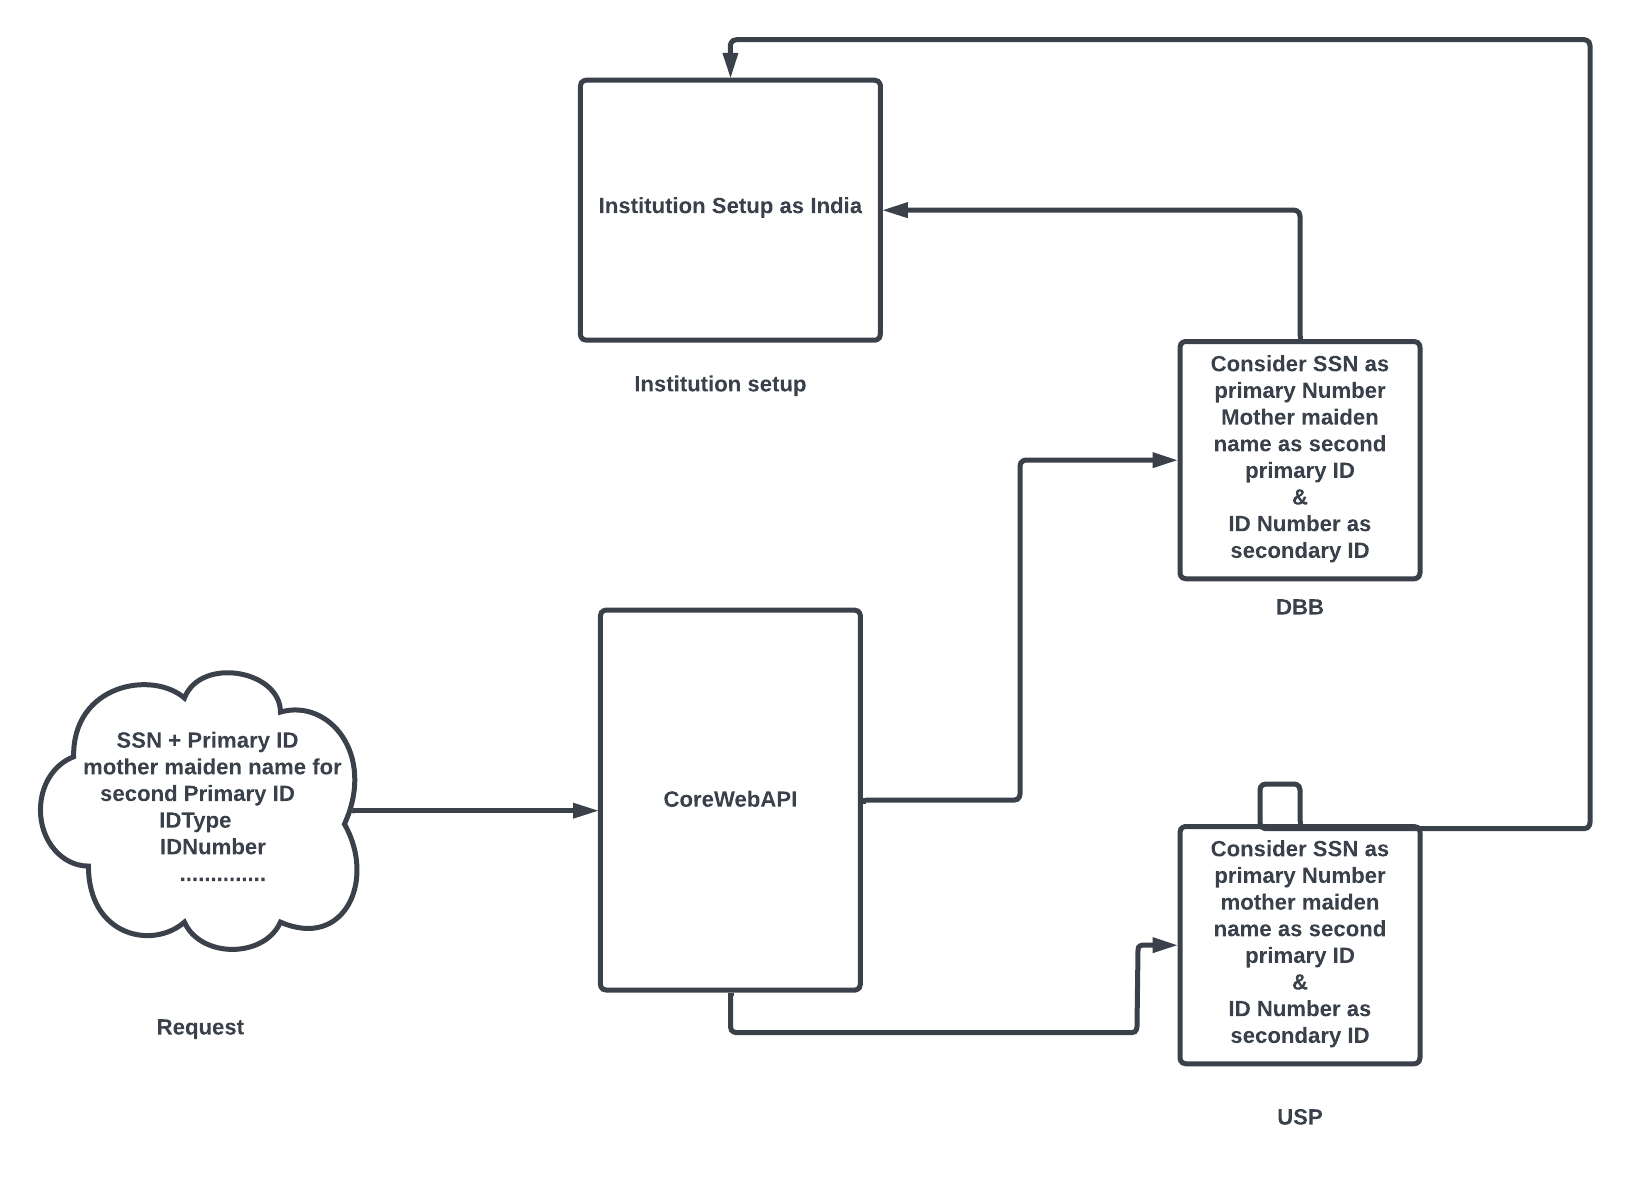 Institution Setup as India
Institution setup
Consider SSN as
primary Number
Mother maiden
name as second
primary ID
&
ID Number as
secondary ID
DBB
SSN + Primary ID
mother maiden name for
second Primary ID
IDType
IDNumber
..............
Request
CoreWebAPI
Consider SSN as
primary Number
mother maiden
name as second
primary ID
&
ID Number as
secondary ID
USP